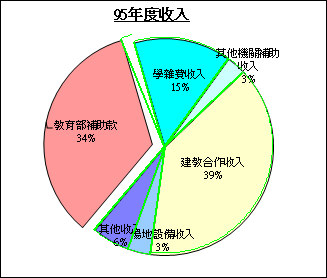 95年度收入
其他機關補助
收入
3%
學雜費收入
15%
教育部補助款
34%
建教合作收入
39%
其他收
6%
場地設備收入
3%